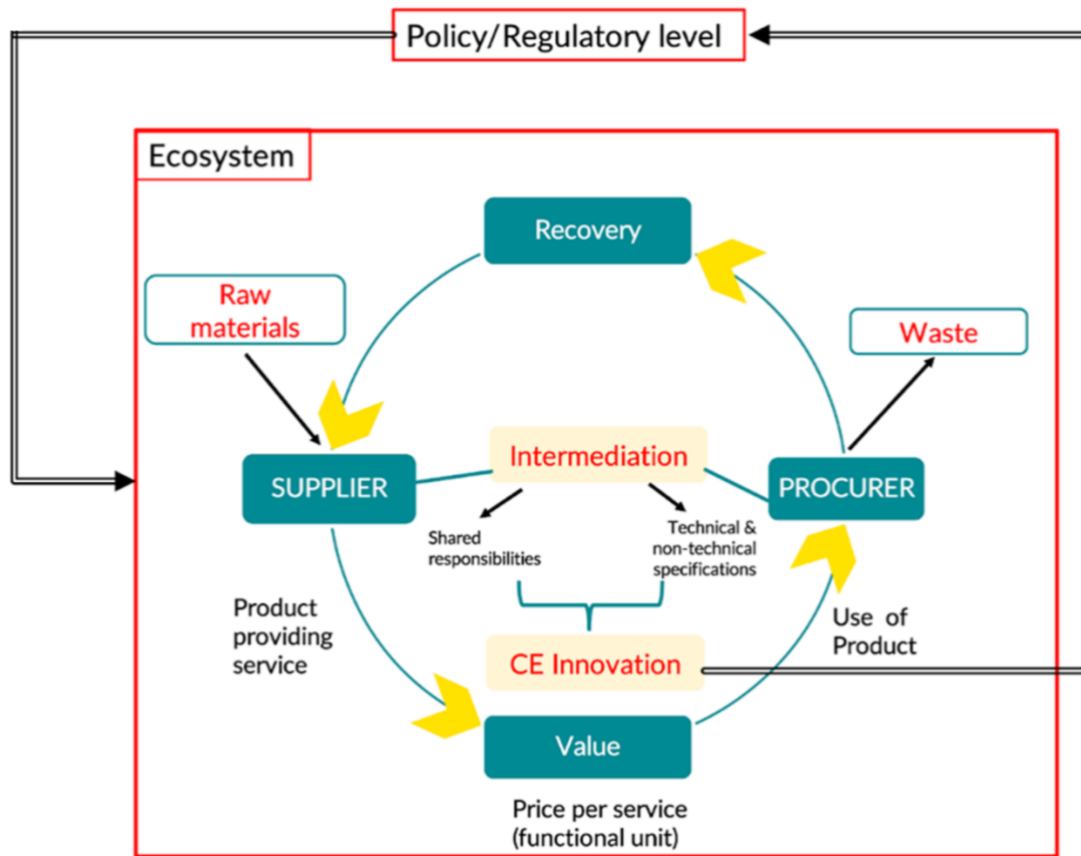 Policy/Regulatory level
Ecosystem
Recovery
Raw
materials
Waste
Intermediation
SUPPLIER
PROCURER
Shared
responsibilities
Technical &
non-technical
specifications
Product
providing
service
Use of
Product
CE Innovation
Value
Price per service
(functional unit)